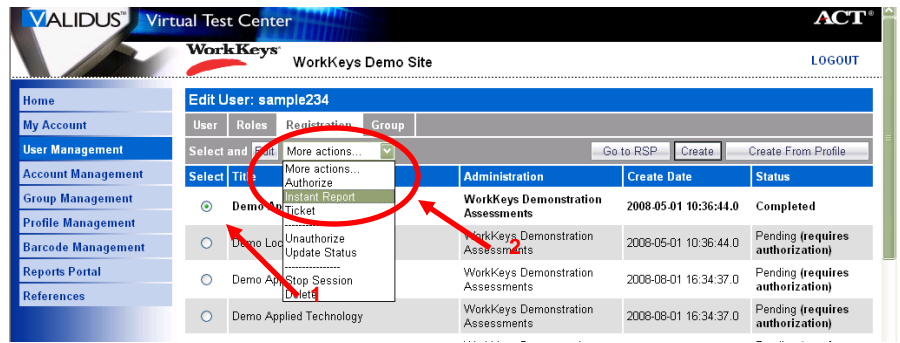 VALIDUS™ Virtual Test Center ACT®
WorkKeys® WorkKeys Demo Site LOGOUT
Home
My Account
User Management
Account Management
Group Management
Profile Management
Barcode Management
Reports Portal
References
Edit User: sample234
User Roles Registration Group
Select and Edit More actions... Go to RSP Create Create From Profile
More actions...
Authorize
Instant Report
Ticket
----------------
Unauthorize
Update Status
----------------
Stop Session
Delete
Select Title Administration Create Date Status
Demo Ap WorkKeys Demonstration
Assessments 2008-05-01 10:36:44.0 Completed
Demo Loc WorkKeys Demonstration
Assessments 2008-05-01 10:36:44.0 Pending (requires
authorization)
Demo Ap WorkKeys Demonstration
Assessments 2008-08-01 16:34:37.0 Pending (requires
authorization)
Demo Applied Technology WorkKeys Demonstration
Assessments 2008-08-01 16:34:37.0 Pending (requires
authorization)
1
2